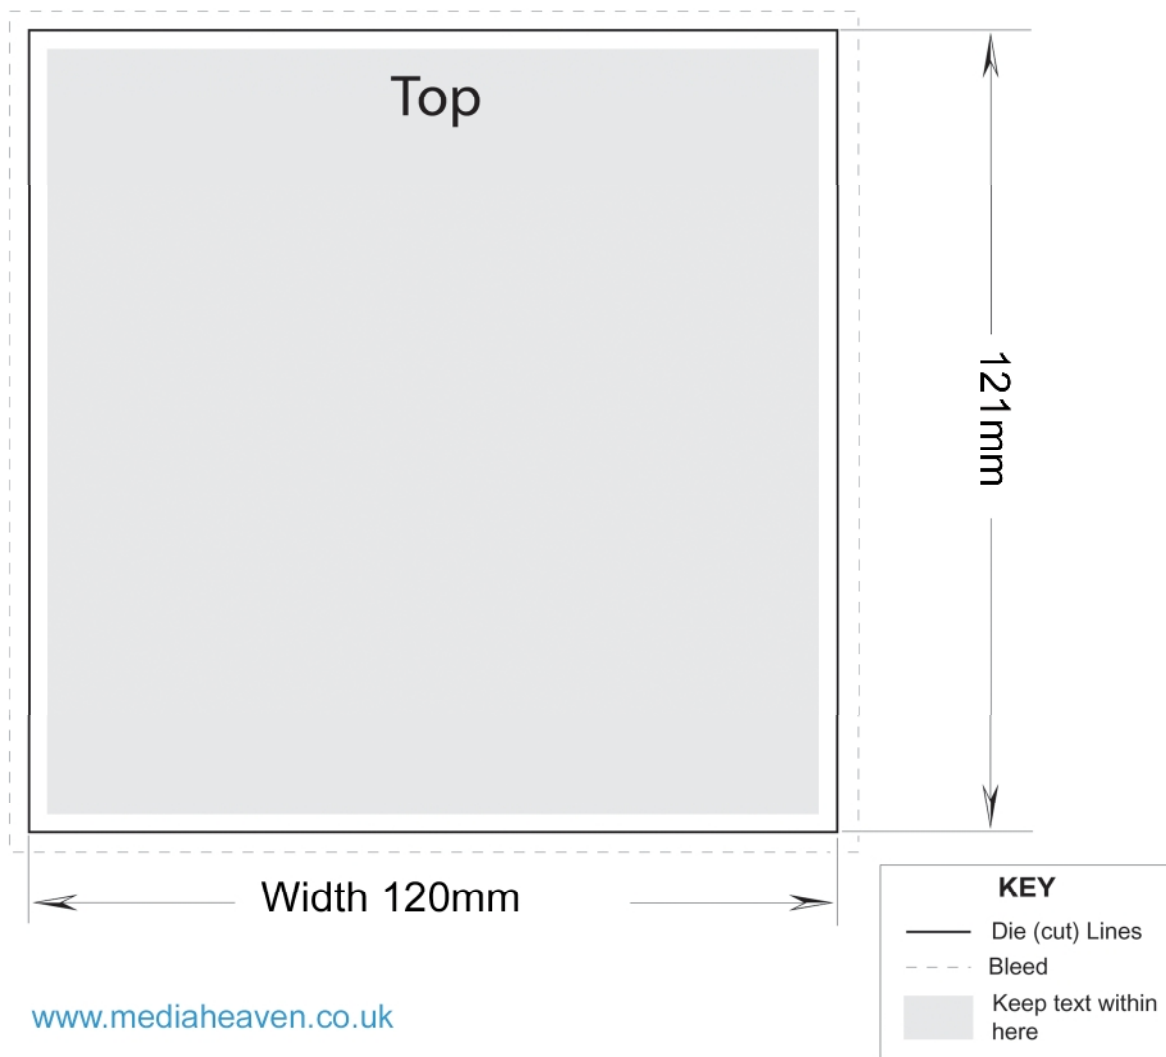 Top
121mm
Width 120mm
KEY
Die (cut) Lines
Bleed
Keep text within
here
www.mediaheaven.co.uk